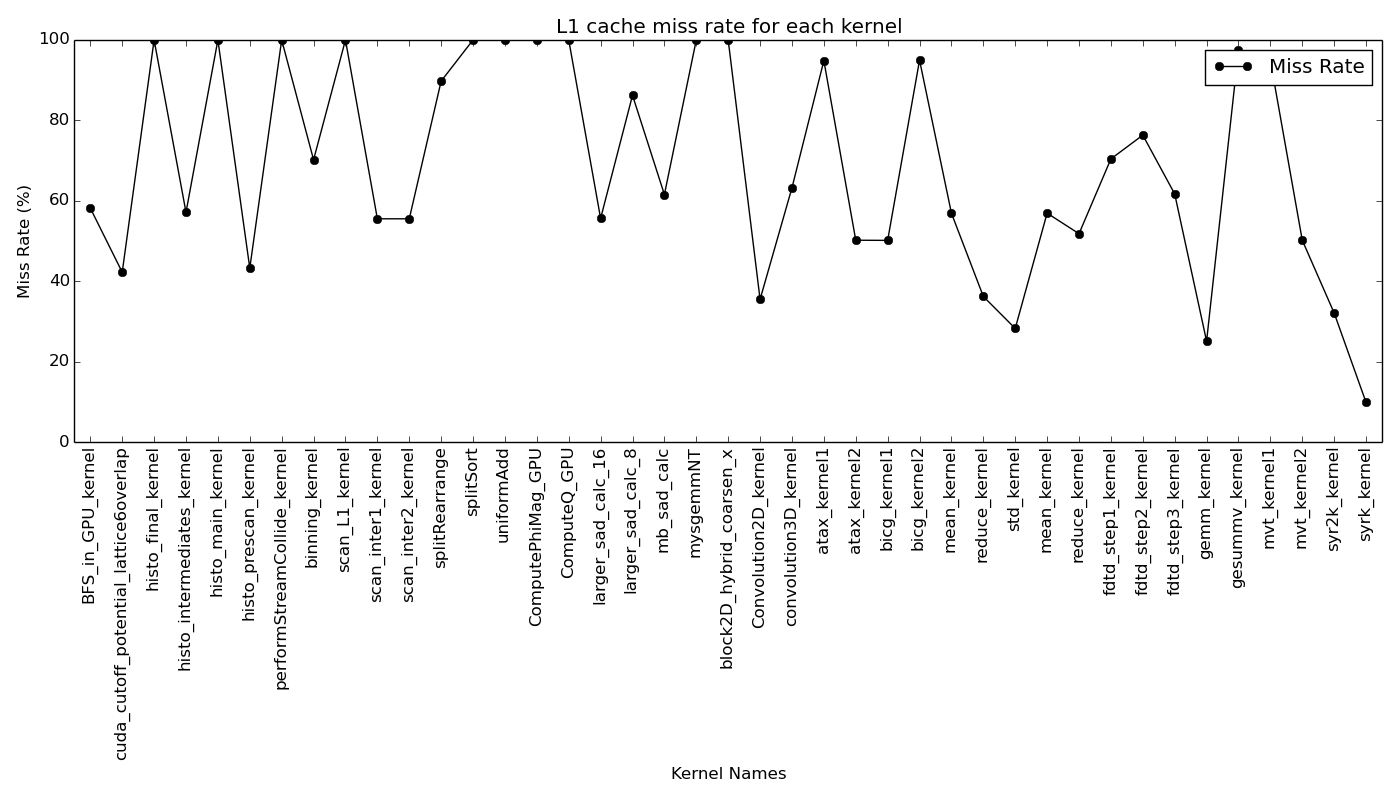 L1 cache miss rate for each kernel
Miss Rate
Miss Rate (%)
100
80
60
40
20
0
BFS_in_GPU_kernel
cuda_cutoff_potential_lattice6overlap
histo_final_kernel
histo_intermediates_kernel
histo_main_kernel
histo_prescan_kernel
performStreamCollide_kernel
binning_kernel
scan_L1_kernel
scan_inter1_kernel
scan_inter2_kernel
splitRearrange
splitSort
uniformAdd
ComputePhiMag_GPU
ComputeQ_GPU
larger_sad_calc_16
larger_sad_calc_8
mb_sad_calc
mysgemmNT
block2D_hybrid_coarsen_x
Convolution2D_kernel
convolution3D_kernel
atax_kernel1
atax_kernel2
bicg_kernel1
bicg_kernel2
mean_kernel
reduce_kernel
std_kernel
mean_kernel
reduce_kernel
fdtd_step1_kernel
fdtd_step2_kernel
fdtd_step3_kernel
gemm_kernel
gesummv_kernel
mvt_kernel1
mvt_kernel2
syr2k_kernel
syrk_kernel
Kernel Names